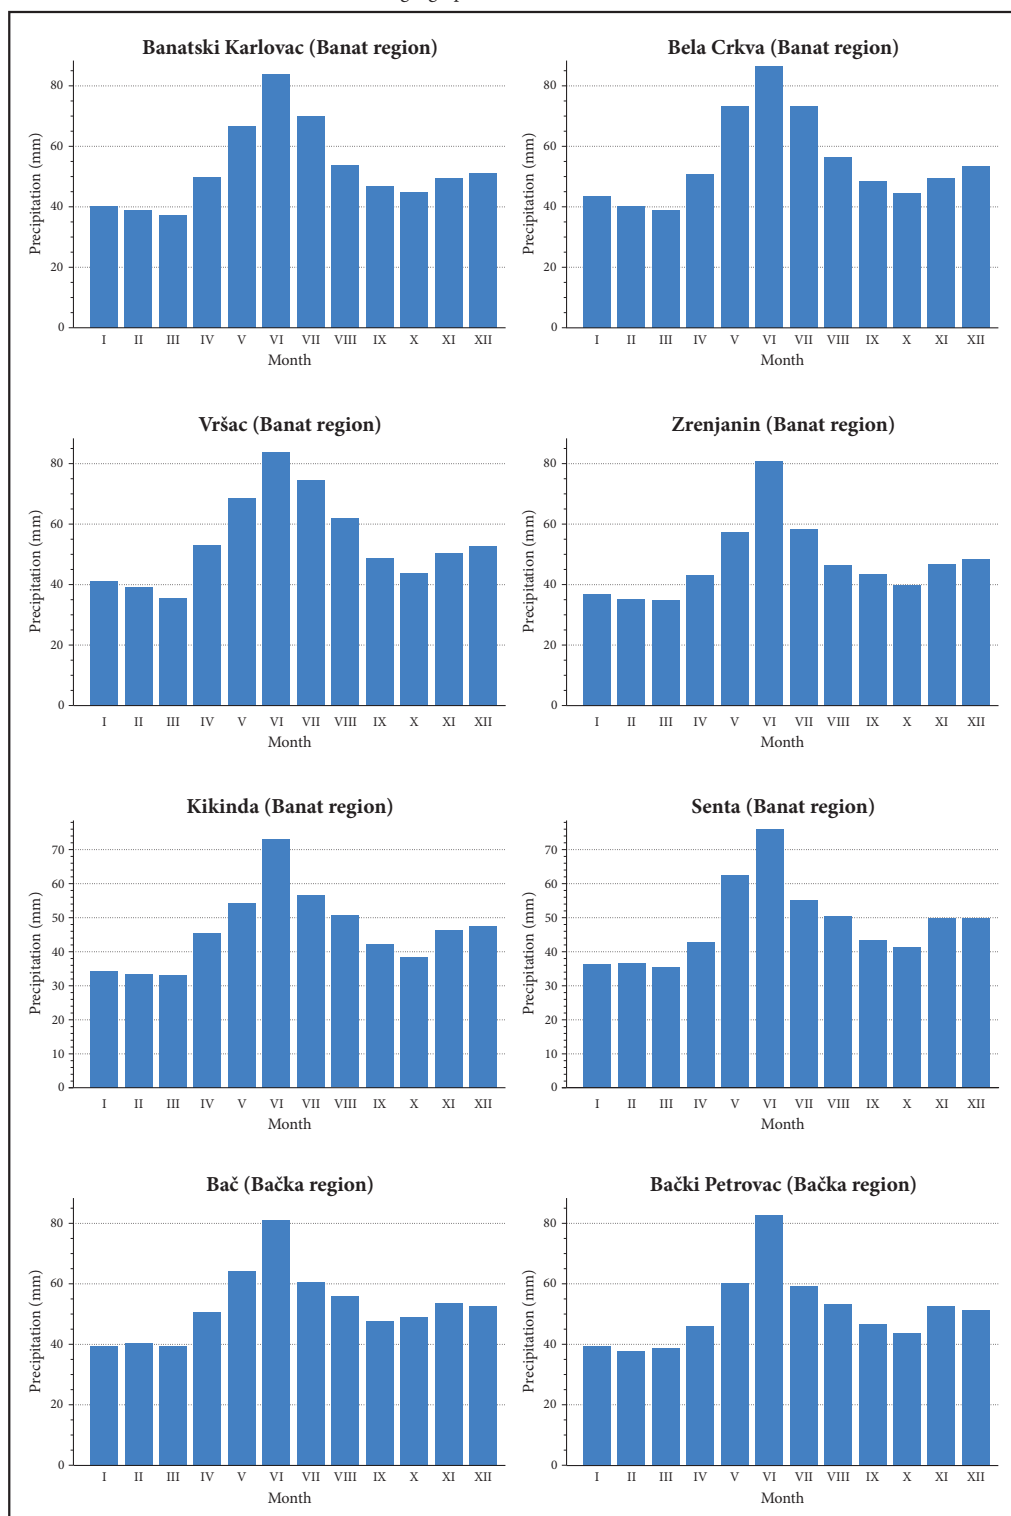 Banatski Karlovac (Banat region)
Precipitation (mm)
80
60
40
20
0
I II III IV V VI VII VIII IX X XI XII
Month
Bela Crkva (Banat region)
Precipitation (mm)
80
60
40
20
0
I II III IV V VI VII VIII IX X XI XII
Month
Vršac (Banat region)
Precipitation (mm)
80
60
40
20
0
I II III IV V VI VII VIII IX X XI XII
Month
Zrenjanin (Banat region)
Precipitation (mm)
80
60
40
20
0
I II III IV V VI VII VIII IX X XI XII
Month
Kikinda (Banat region)
Precipitation (mm)
70
60
50
40
30
20
10
0
I II III IV V VI VII VIII IX X XI XII
Month
Senta (Banat region)
Precipitation (mm)
70
60
50
40
30
20
10
0
I II III IV V VI VII VIII IX X XI XII
Month
Bač (Bačka region)
Precipitation (mm)
80
60
40
20
0
I II III IV V VI VII VIII IX X XI XII
Month
Bački Petrovac (Bačka region)
Precipitation (mm)
80
60
40
20
0
I II III IV V VI VII VIII IX X XI XII
Month